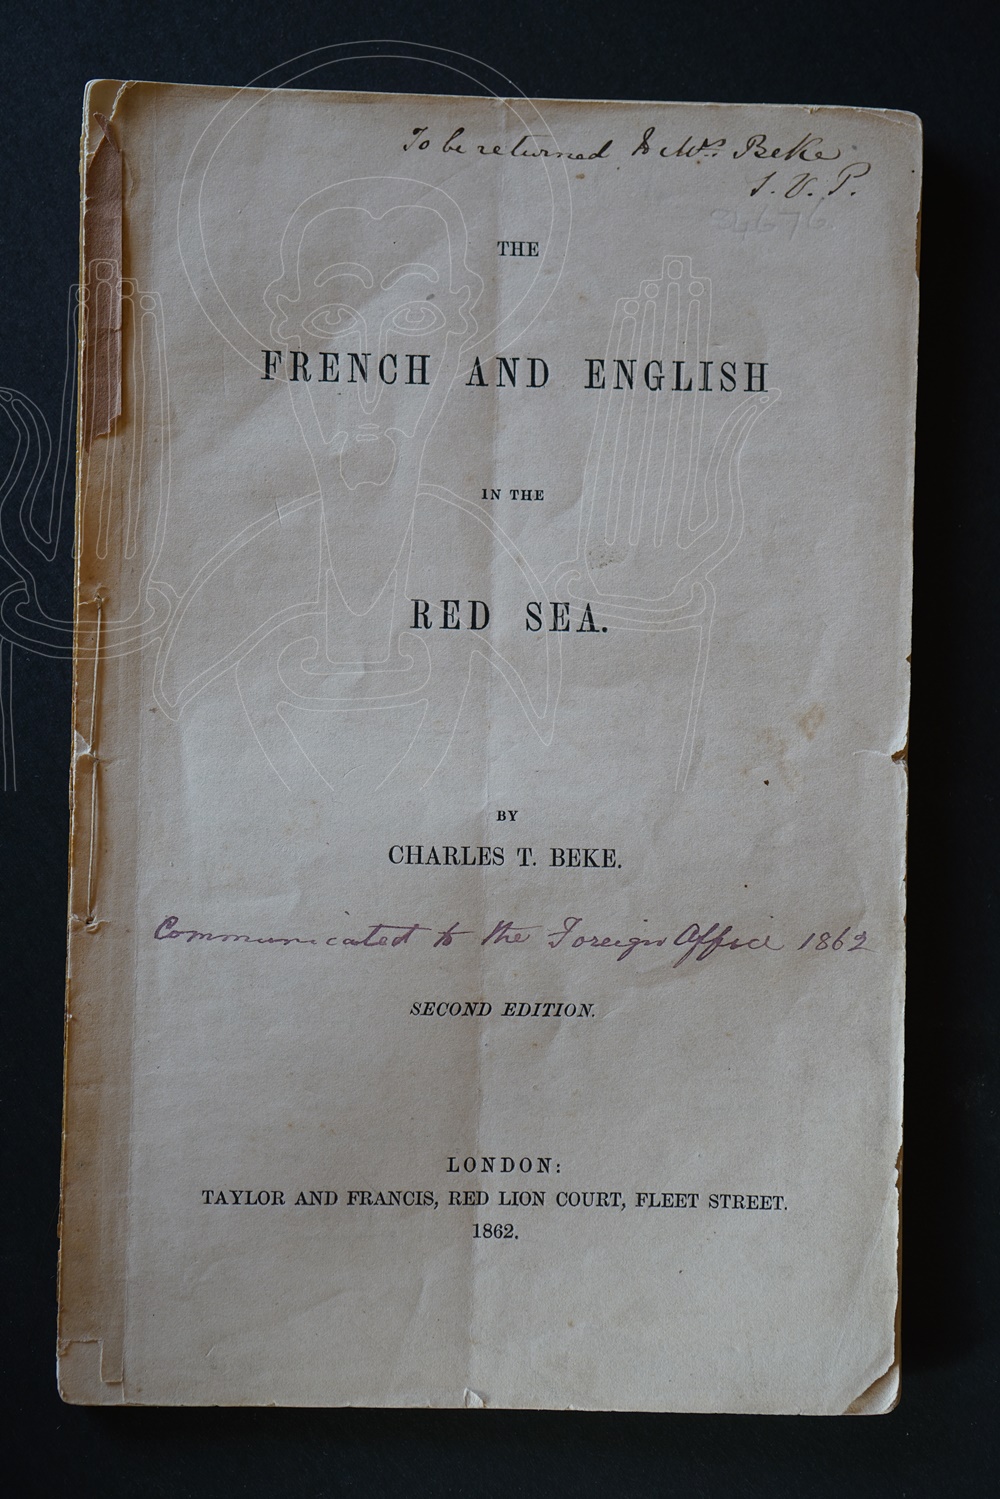 To be returned to Mrs. Beke
S. V. P.
34676
THE
FRENCH AND ENGLISH
IN THE
RED SEA.
BY
CHARLES T. BEKE.
Communicated to the Foreign Office 1862
SECOND EDITION.
LONDON:
TAYLOR AND FRANCIS, RED LION COURT, FLEET STREET.
1862.